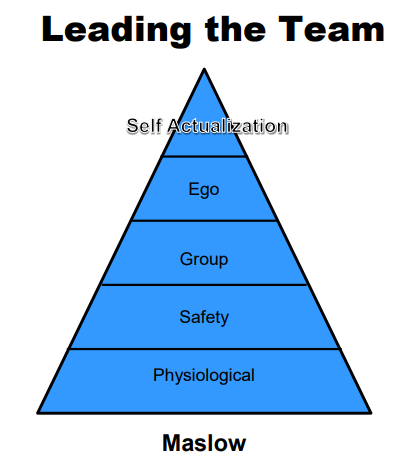 Leading the Team
Self Actualization
Ego
Group
Safety
Physiological
Maslow